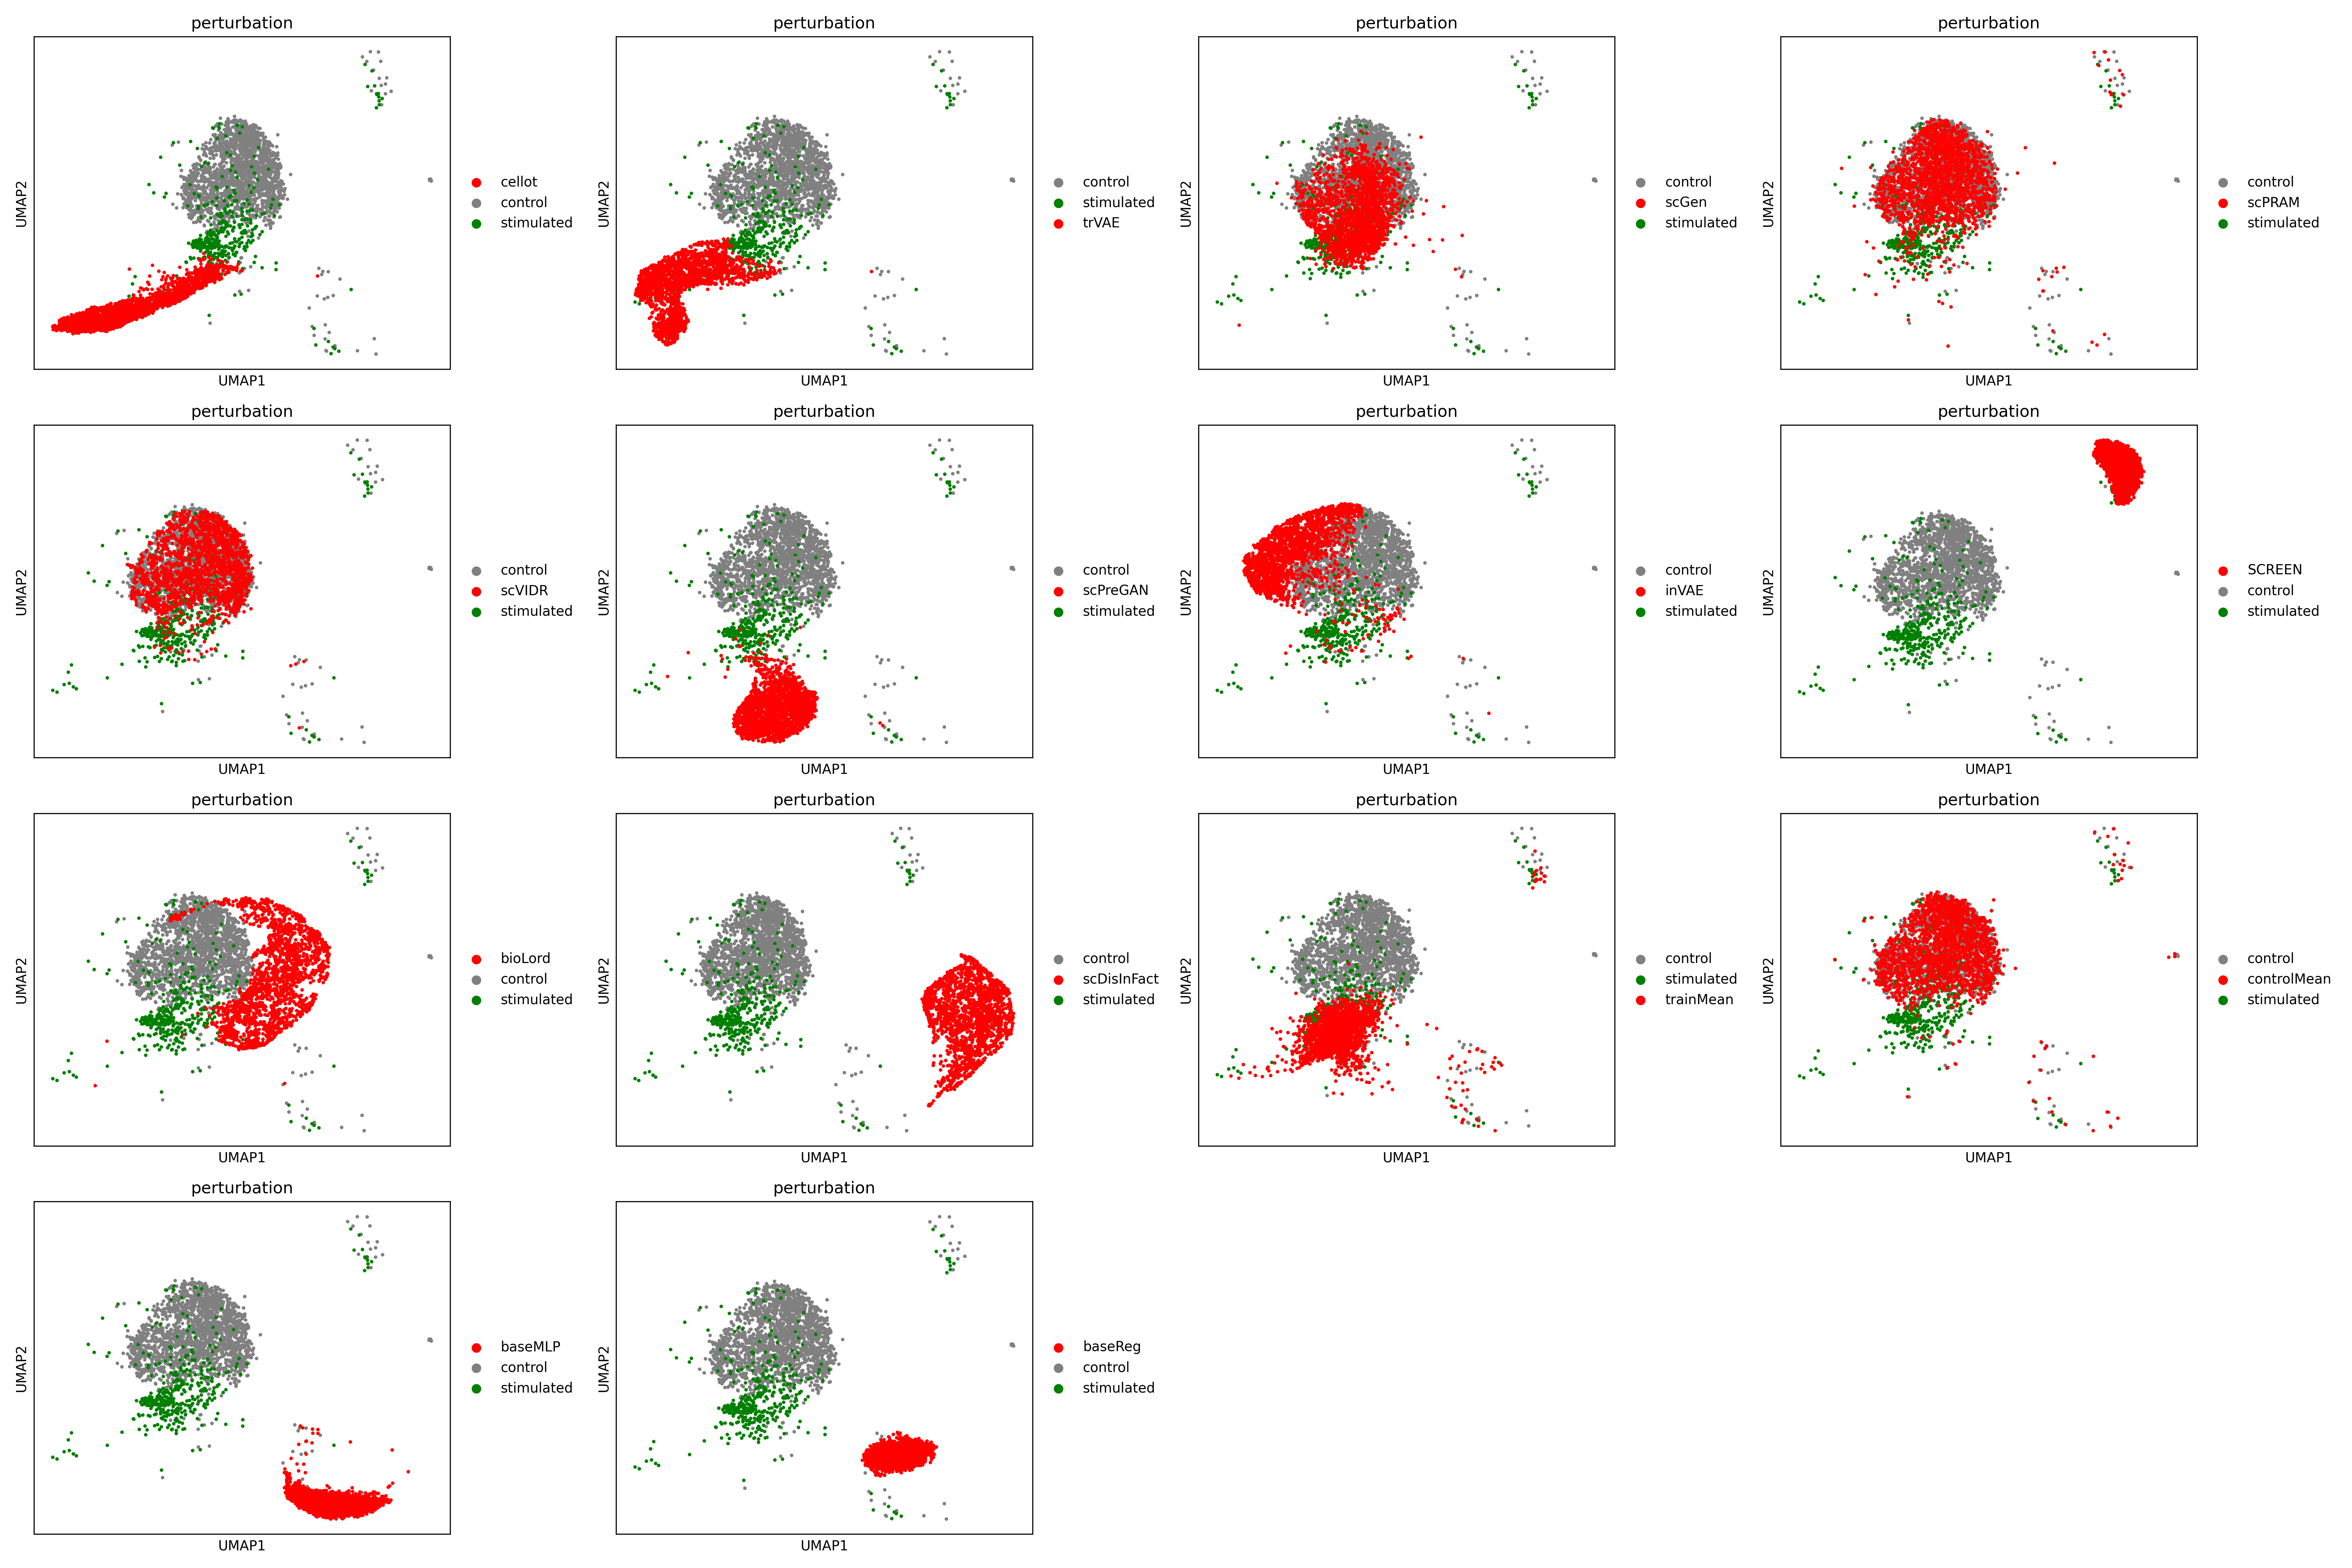 perturbation
UMAP2
UMAP1
cellot
control
stimulated
perturbation
UMAP2
UMAP1
control
stimulated
trVAE
perturbation
UMAP2
UMAP1
control
scGen
stimulated
perturbation
UMAP2
UMAP1
control
scPRAM
stimulated
perturbation
UMAP2
UMAP1
control
scVIDR
stimulated
perturbation
UMAP2
UMAP1
control
scPreGAN
stimulated
perturbation
UMAP2
UMAP1
control
inVAE
stimulated
perturbation
UMAP2
UMAP1
SCREEN
control
stimulated
perturbation
UMAP2
UMAP1
bioLord
control
stimulated
perturbation
UMAP2
UMAP1
control
scDisInFact
stimulated
perturbation
UMAP2
UMAP1
control
stimulated
trainMean
perturbation
UMAP2
UMAP1
control
controlMean
stimulated
perturbation
UMAP2
UMAP1
baseMLP
control
stimulated
perturbation
UMAP2
UMAP1
baseReg
control
stimulated